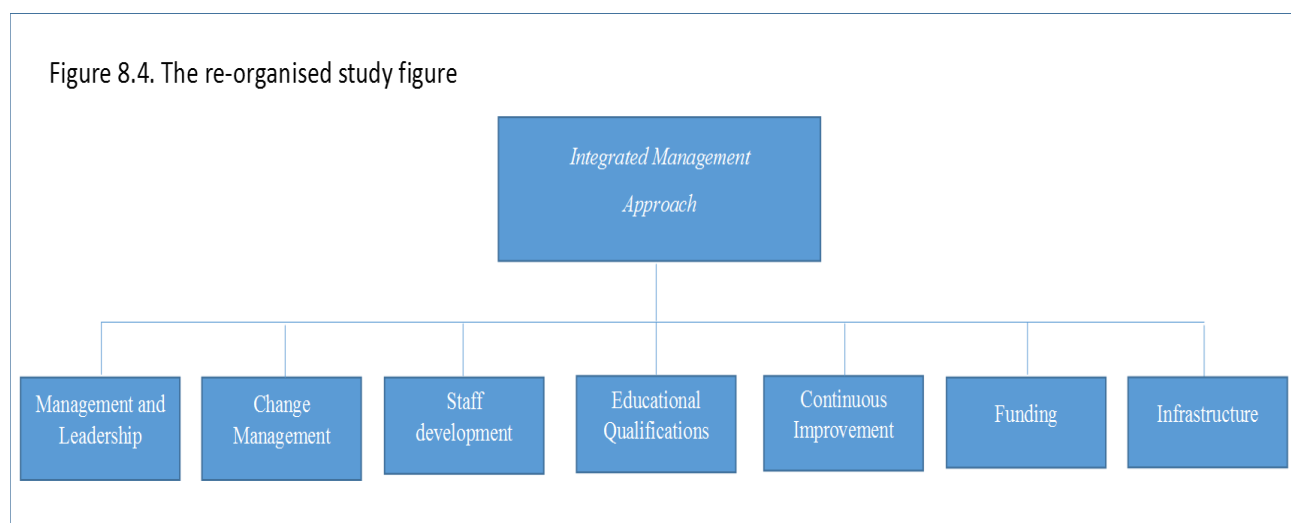 Figure 8.4. The re-organised study figure
Integrated Management
Approach
Management and
Leadership
Change
Management
Staff
development
Educational
Qualifications
Continuous
Improvement
Funding
Infrastructure